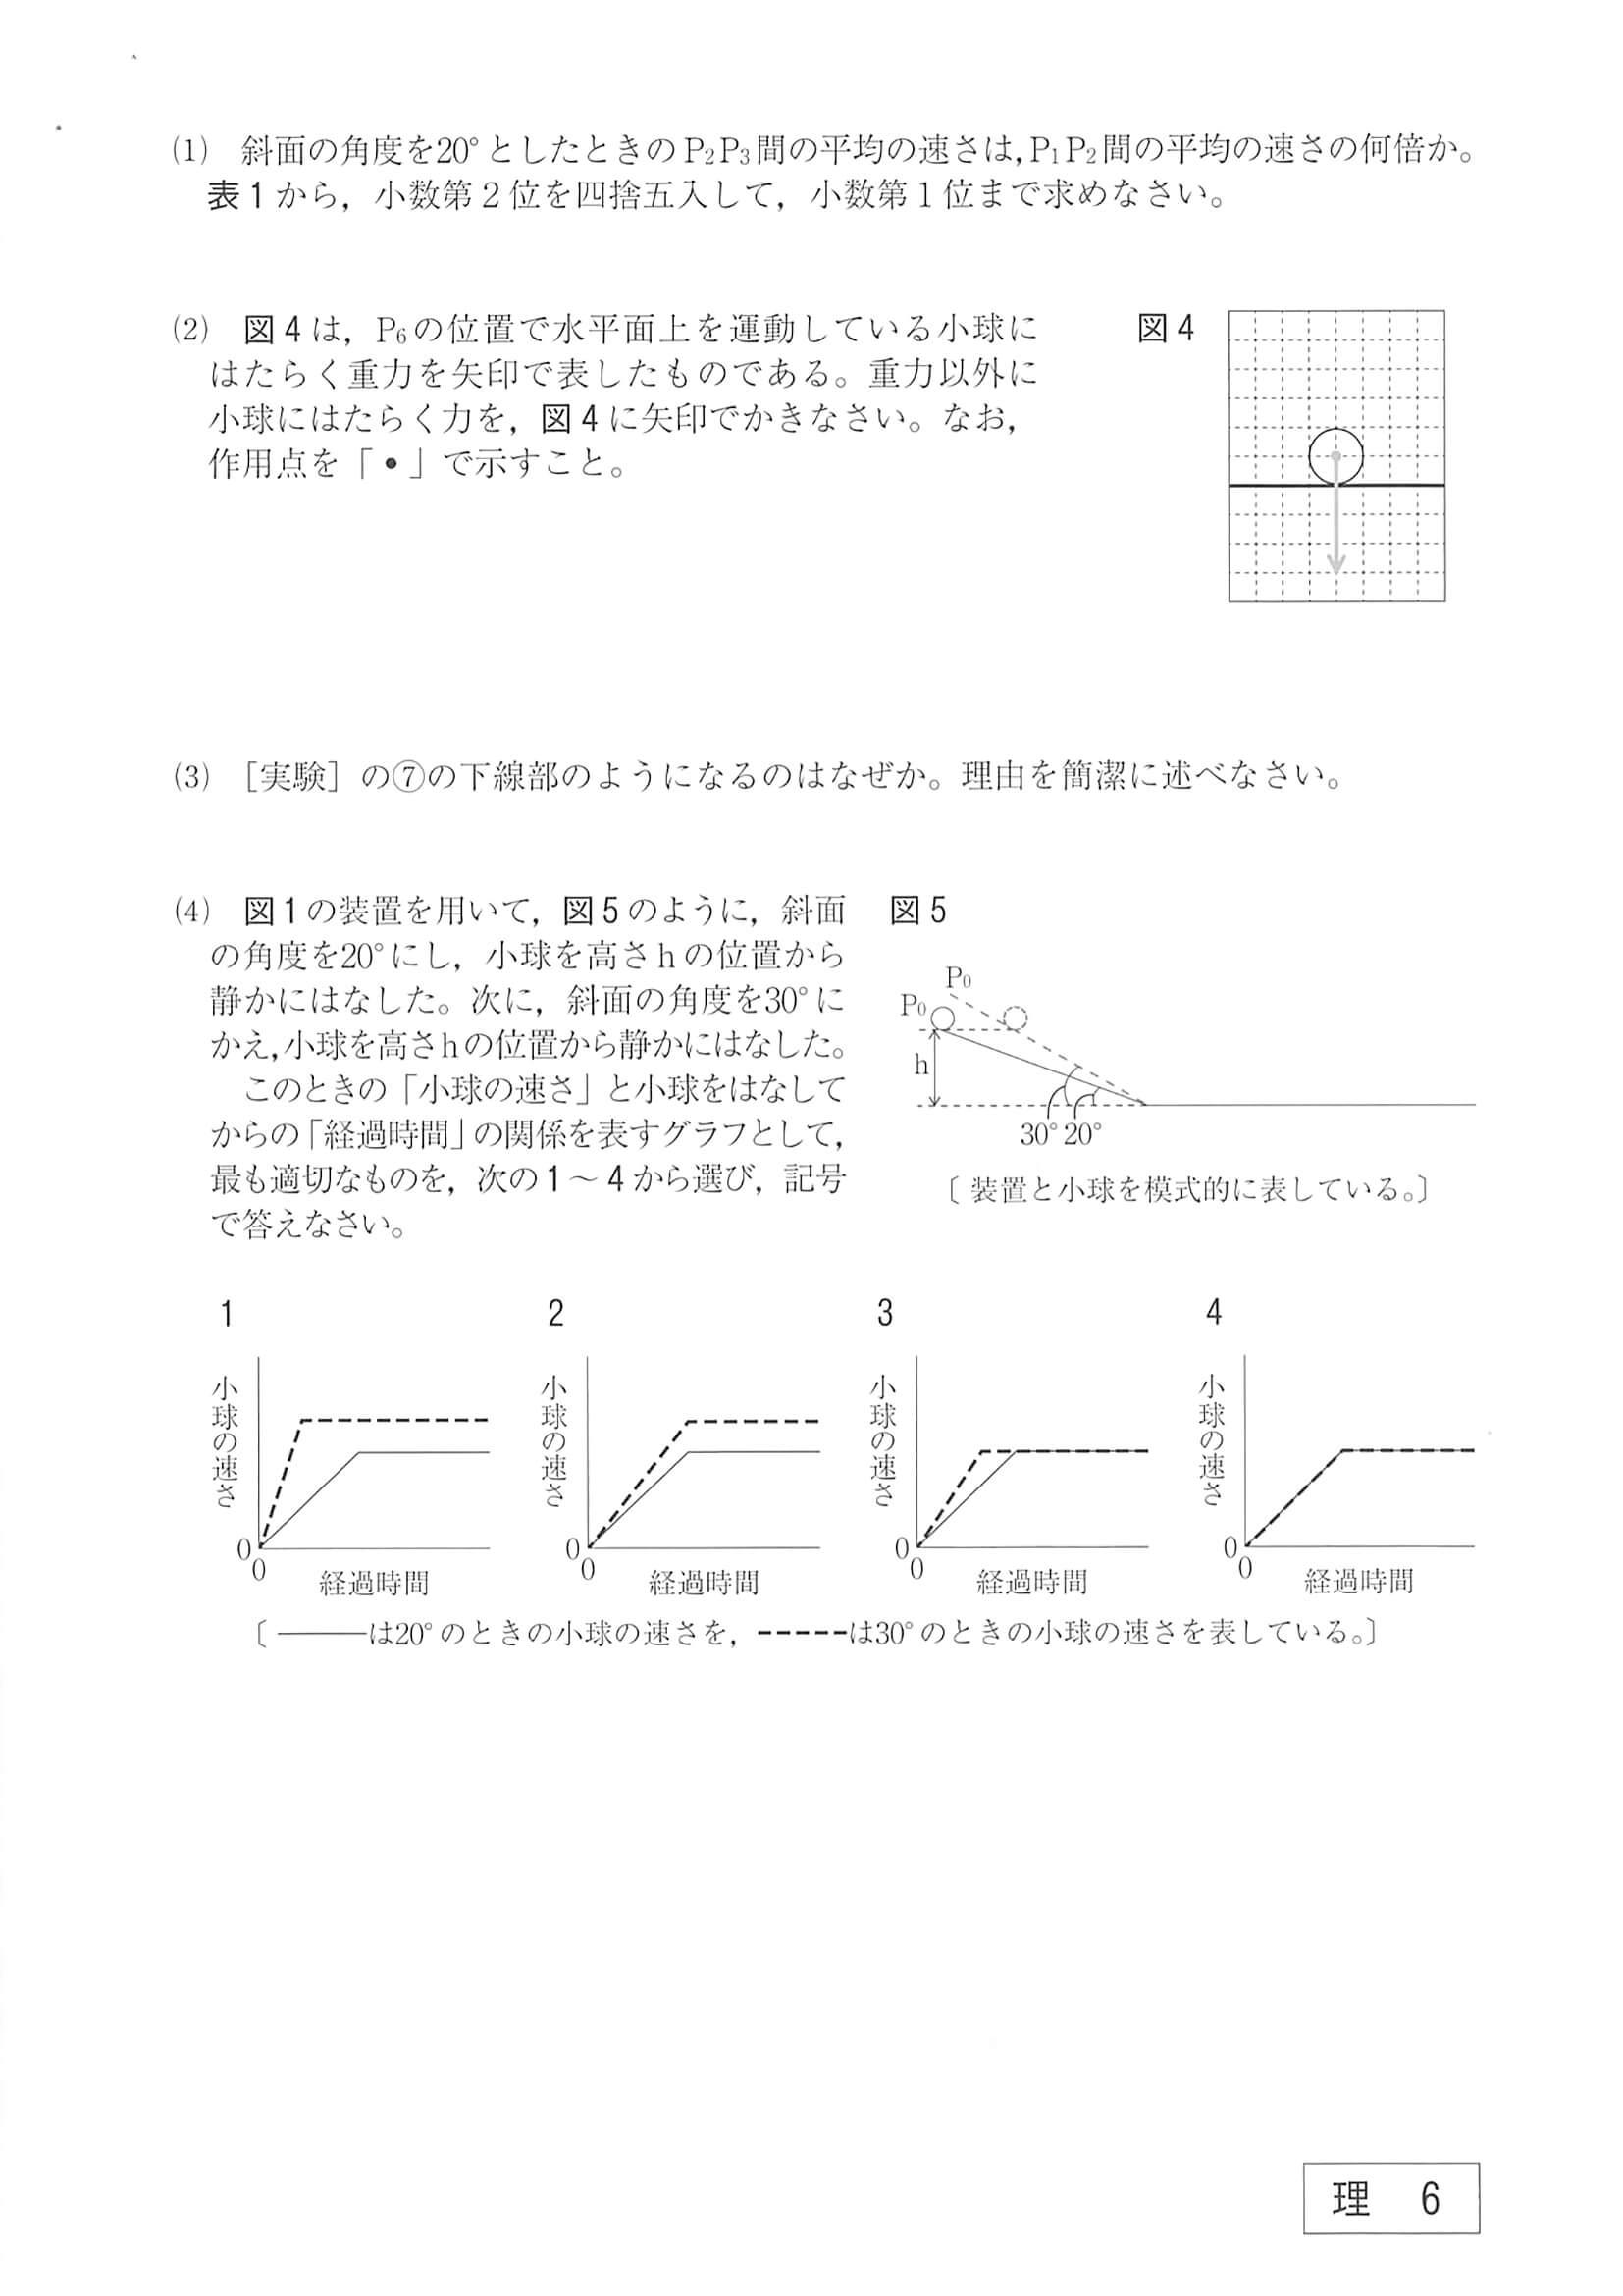 (1) 斜面の角度を20°としたときのP₂P₃間の平均の速さは,P₁P₂間の平均の速さの何倍か。
表1から，小数第２位を四捨五入して，小数第１位まで求めなさい。
(2) 図4は，P₆の位置で水平面上を運動している小球に
はたらく重力を矢印で表したものである。重力以外に
小球にはたらく力を，図4に矢印でかきなさい。なお，
作用点を「•」で示すこと。
図4
(3) ［実験］の⑦の下線部のようになるのはなぜか。理由を簡潔に述べなさい。
(4) 図1の装置を用いて，図5のように，斜面
の角度を20°にし，小球を高さhの位置から
静かにはなした。次に，斜面の角度を30°に
かえ,小球を高さhの位置から静かにはなした。
このときの「小球の速さ」と小球をはなして
からの「経過時間」の関係を表すグラフとして，
最も適切なものを，次の1～4から選び，記号
で答えなさい。
図5
P₀
P₀
h
30° 20°
〔 装置と小球を模式的に表している。〕
1
小球の速さ
0
0
経過時間
2
小球の速さ
0
0
経過時間
3
小球の速さ
0
0
経過時間
4
小球の速さ
0
0
経過時間
〔 ───は20°のときの小球の速さを，-----は30°のときの小球の速さを表している。〕
理 6